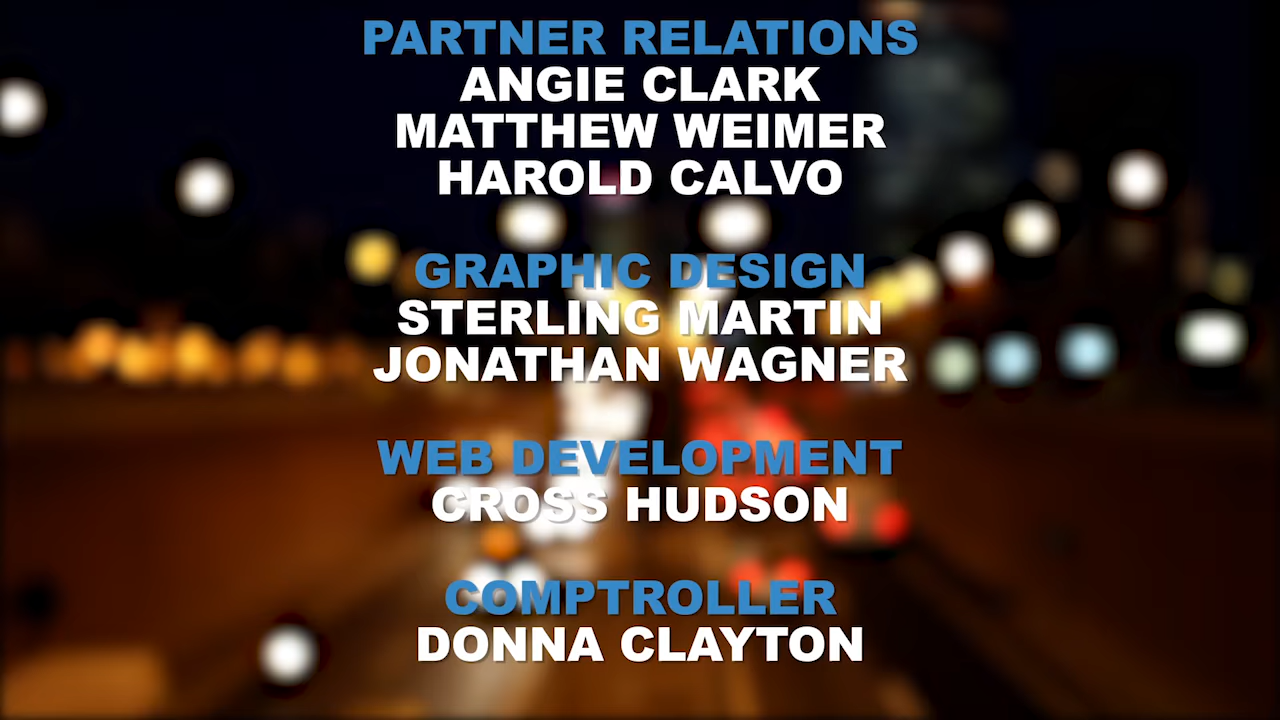 PARTNER RELATIONS
ANGIE CLARK
MATTHEW WEIMER
HAROLD CALVO
GRAPHIC DESIGN
STERLING MARTIN
JONATHAN WAGNER
WEB DEVELOPMENT
CROSS HUDSON
COMPTROLLER
DONNA CLAYTON